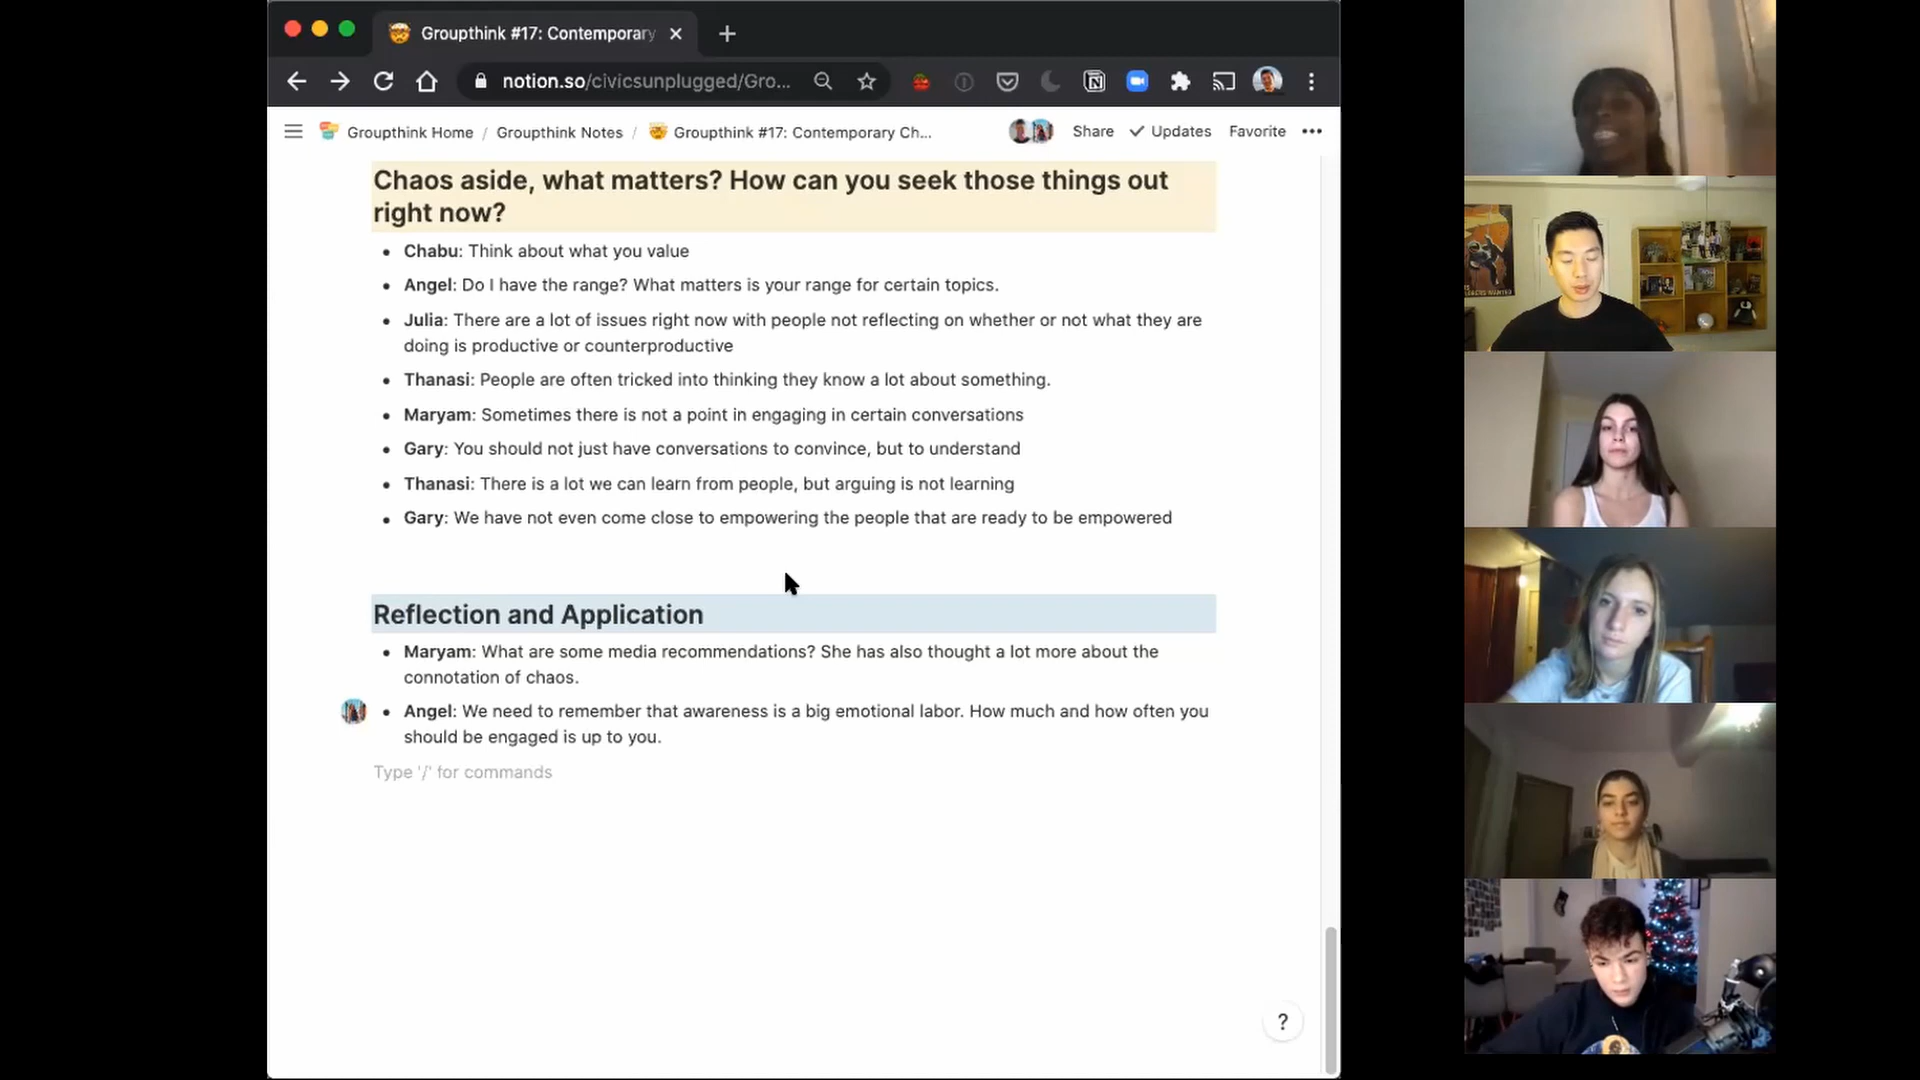 Groupthink #17: Contemporary
notion.so/civicsunplugged/Gro...
Groupthink Home / Groupthink Notes / Groupthink #17: Contemporary Ch... Share Updates Favorite
Chaos aside, what matters? How can you seek those things out
right now?
• Chabu: Think about what you value
• Angel: Do I have the range? What matters is your range for certain topics.
• Julia: There are a lot of issues right now with people not reflecting on whether or not what they are
doing is productive or counterproductive
• Thanasi: People are often tricked into thinking they know a lot about something.
• Maryam: Sometimes there is not a point in engaging in certain conversations
• Gary: You should not just have conversations to convince, but to understand
• Thanasi: There is a lot we can learn from people, but arguing is not learning
• Gary: We have not even come close to empowering the people that are ready to be empowered
Reflection and Application
• Maryam: What are some media recommendations? She has also thought a lot more about the
connotation of chaos.
• Angel: We need to remember that awareness is a big emotional labor. How much and how often you
should be engaged is up to you.
Type '/' for commands
?
WANTED